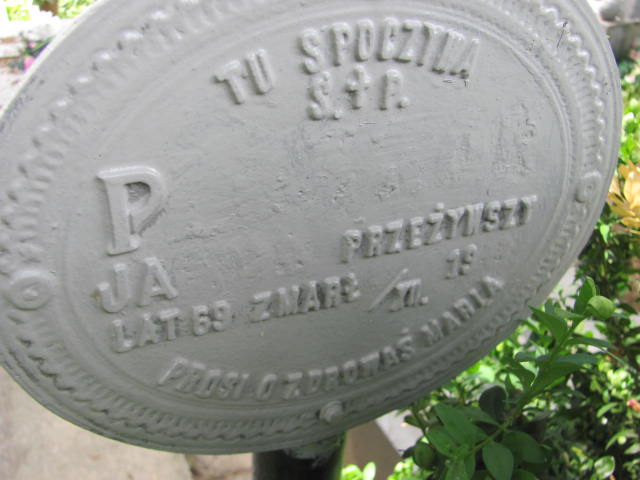 TU SPOCZYWA
Ś. † P.
P
JA PRZEŻYWSZY
LAT 69 ZMARŁ / XII. 19
PROSI O ZDROWAŚ MARIA